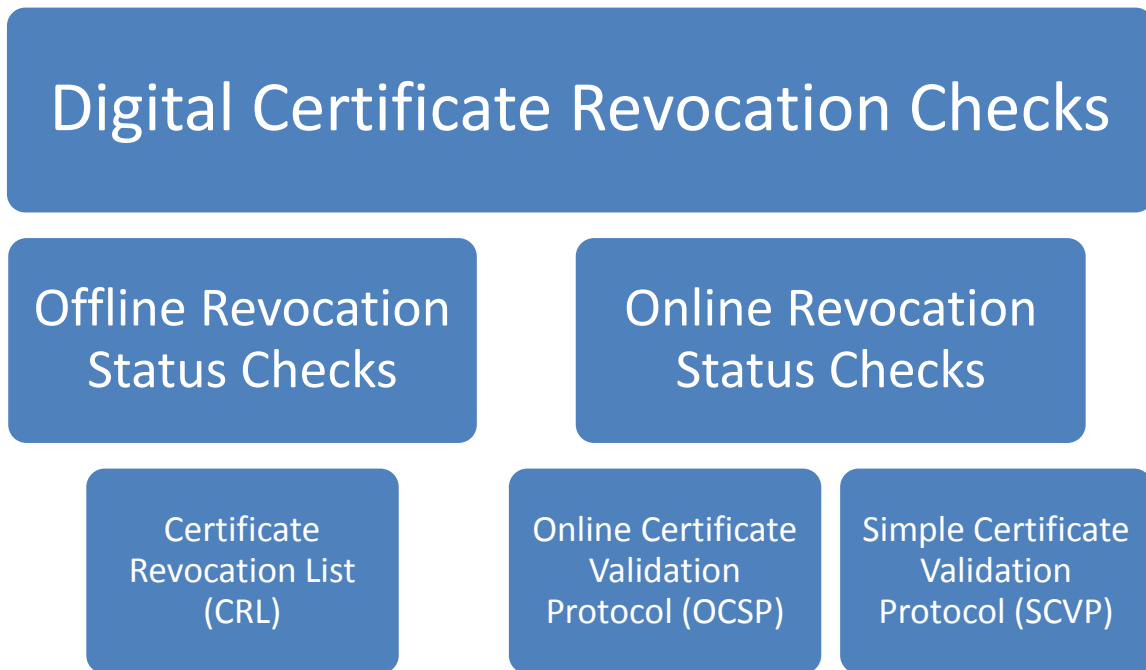 Digital Certificate Revocation Checks
Offline Revocation
Status Checks
Online Revocation
Status Checks
Certificate
Revocation List
(CRL)
Online Certificate
Validation
Protocol (OCSP)
Simple Certificate
Validation
Protocol (SCVP)